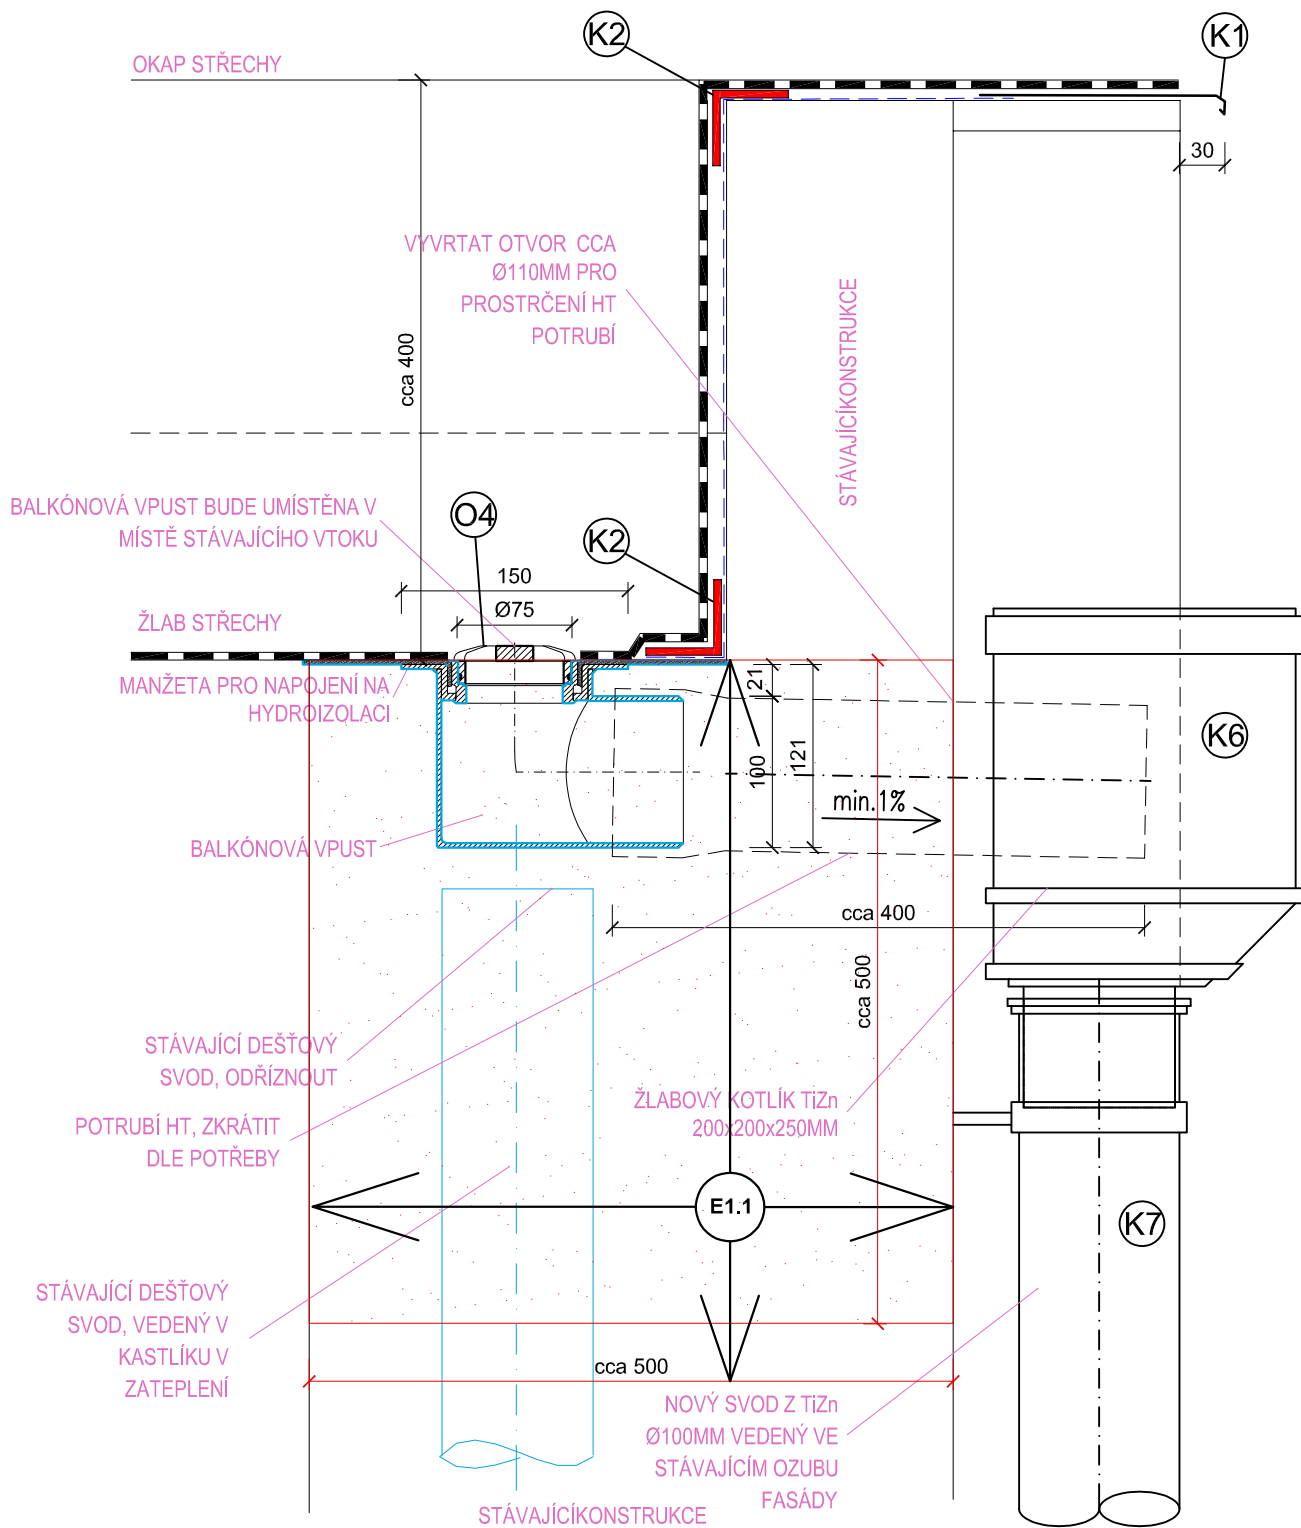 K2
K1
OKAP STŘECHY
30
VYVRTAT OTVOR CCA
Ø110MM PRO
PROSTRČENÍ HT
POTRUBÍ
STÁVAJÍCÍKONSTRUKCE
cca 400
BALKÓNOVÁ VPUST BUDE UMÍSTĚNA V
MÍSTĚ STÁVAJÍCÍHO VTOKU
O4
K2
150
Ø75
ŽLAB STŘECHY
MANŽETA PRO NAPOJENÍ NA
HYDROIZOLACI
21
100
121
K6
min.1%
BALKÓNOVÁ VPUST
cca 400
cca 500
STÁVAJÍCÍ DEŠŤOVÝ
SVOD, ODŘÍZNOUT
ŽLABOVÝ KOTLÍK TiZn
200x200x250MM
POTRUBÍ HT, ZKRÁTIT
DLE POTŘEBY
E1.1
K7
STÁVAJÍCÍ DEŠŤOVÝ
SVOD, VEDENÝ V
KASTLÍKU V
ZATEPLENÍ
cca 500
NOVÝ SVOD Z TiZn
Ø100MM VEDENÝ VE
STÁVAJÍCÍM OZUBU
FASÁDY
STÁVAJÍCÍKONSTRUKCE